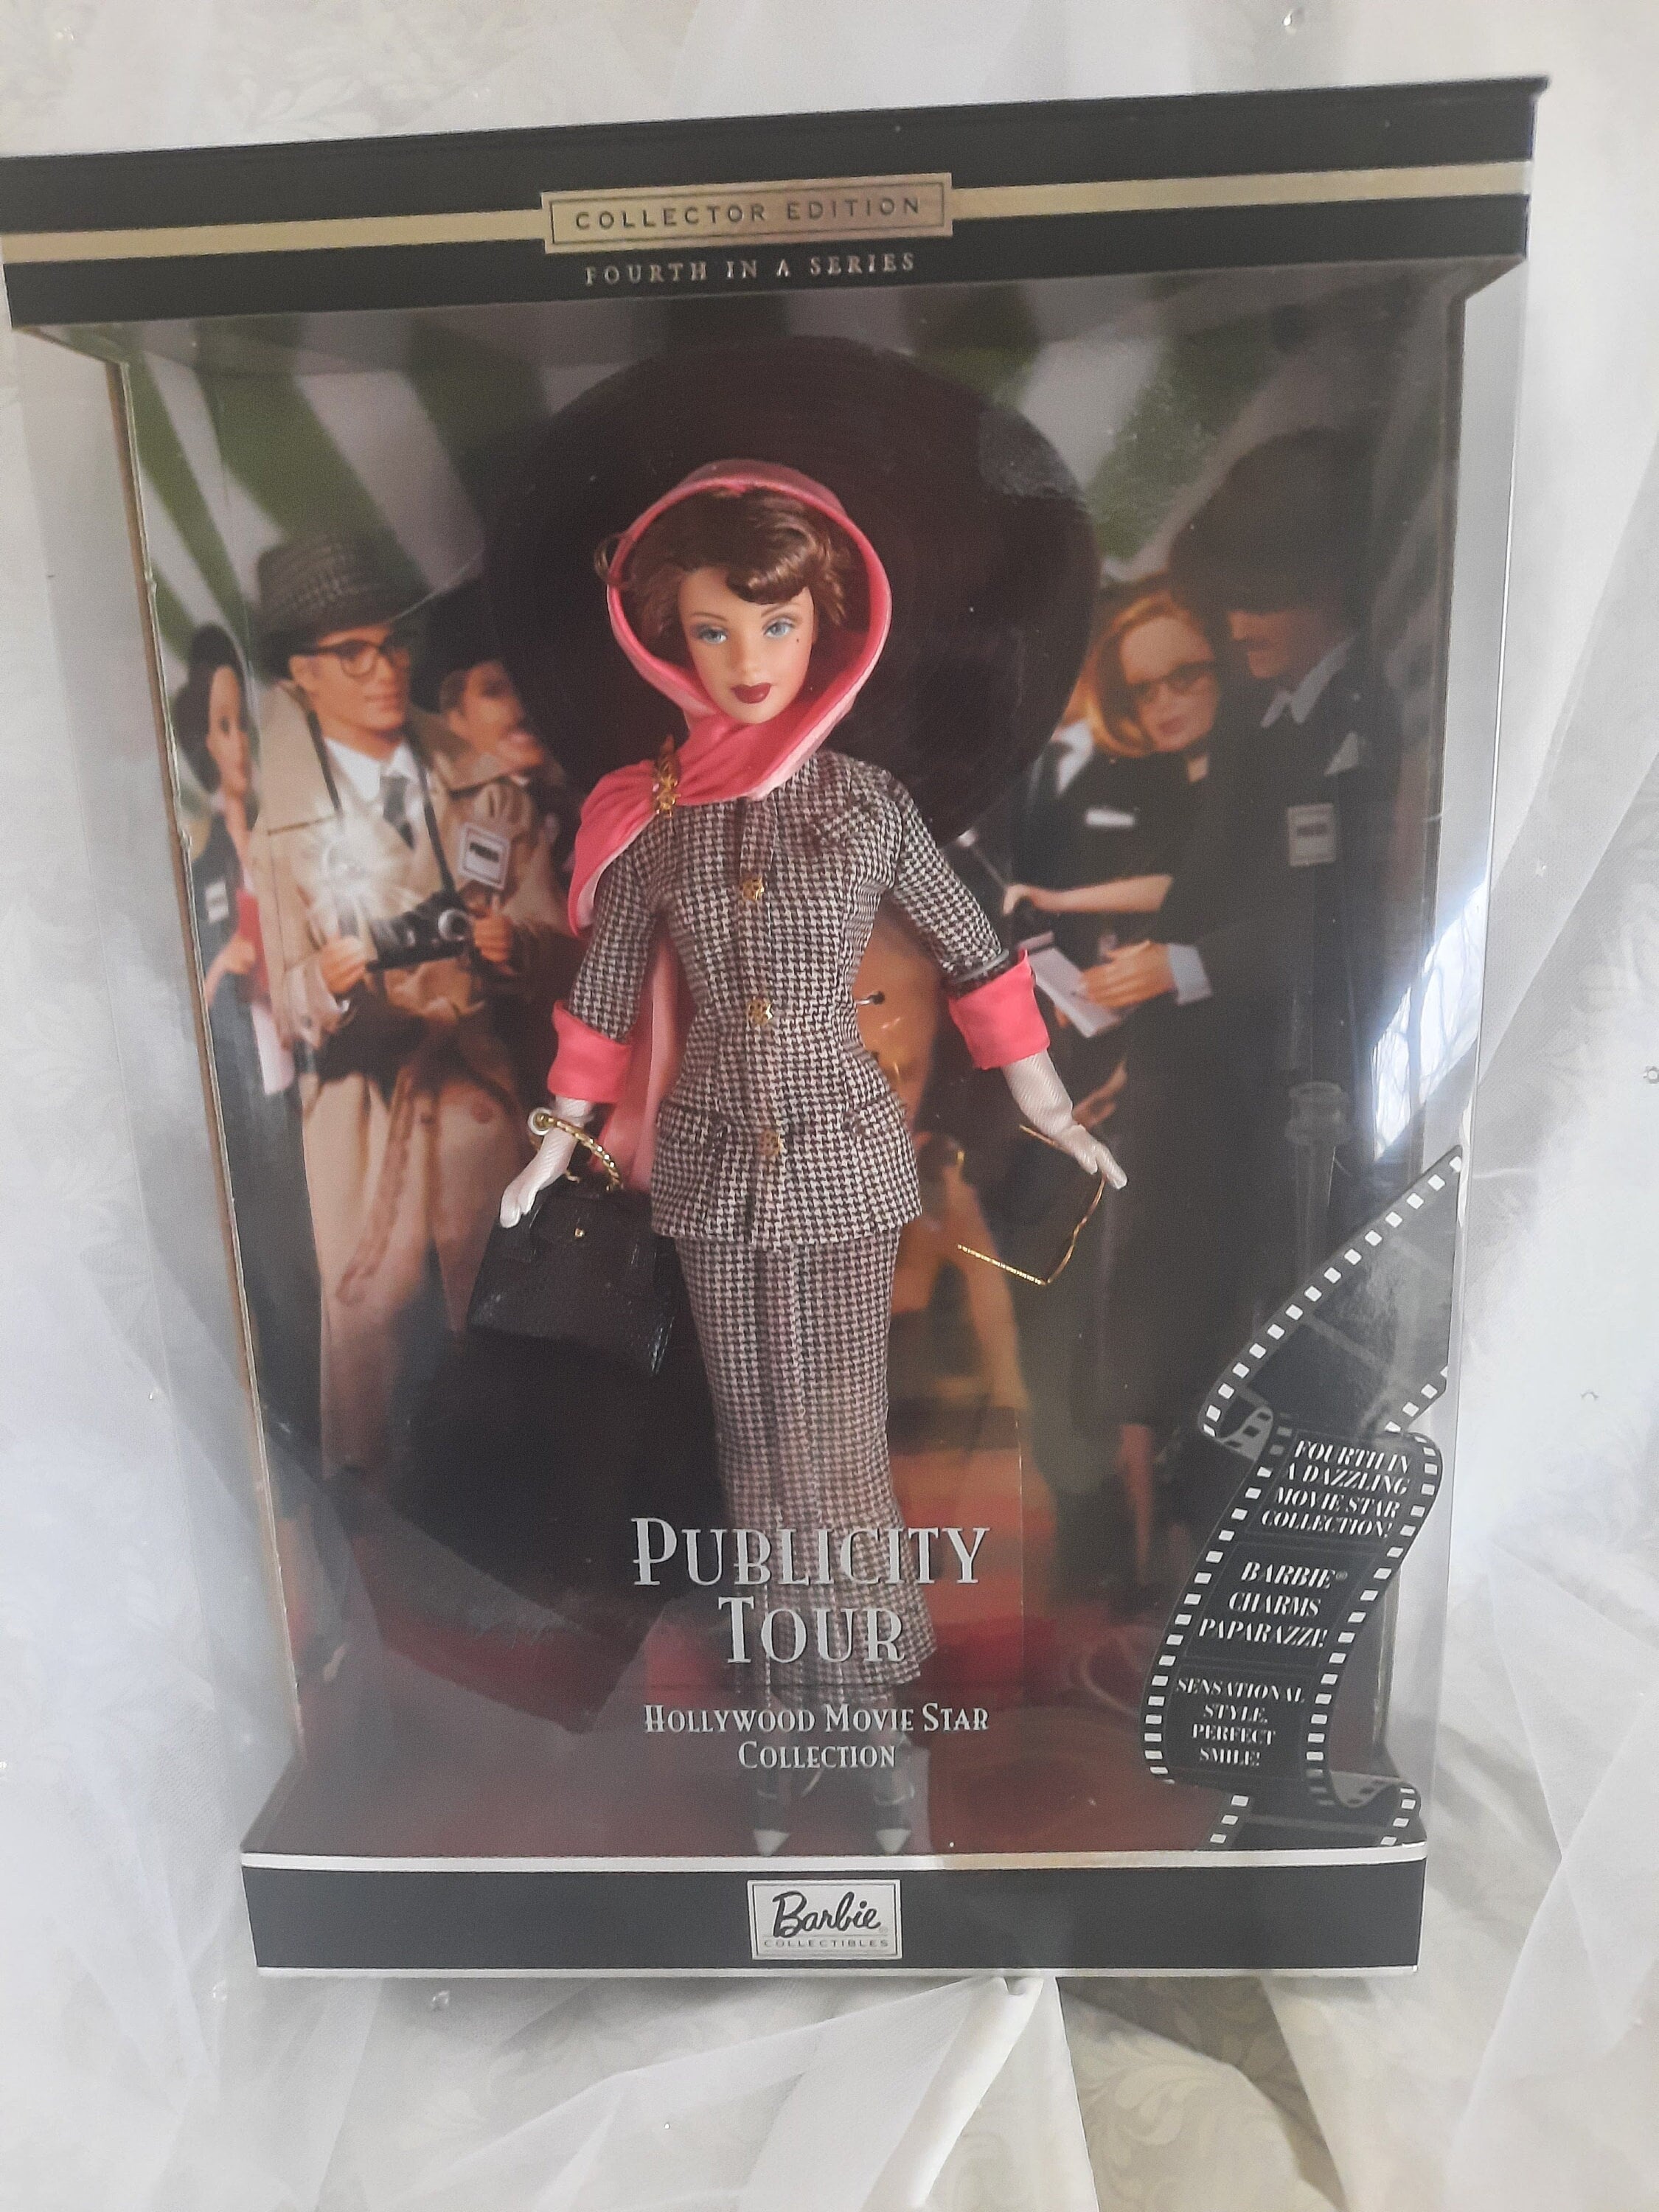 COLLECTOR EDITION
FOURTH IN A SERIES
PUBLICITY
TOUR
HOLLYWOOD MOVIE STAR
COLLECTION
FOURTH IN
A DAZZLING
MOVIE STAR
COLLECTION!
BARBIE®
CHARMS
PAPARAZZI!
SENSATIONAL
STYLE,
PERFECT
SMILE!
Barbie®
COLLECTIBLES